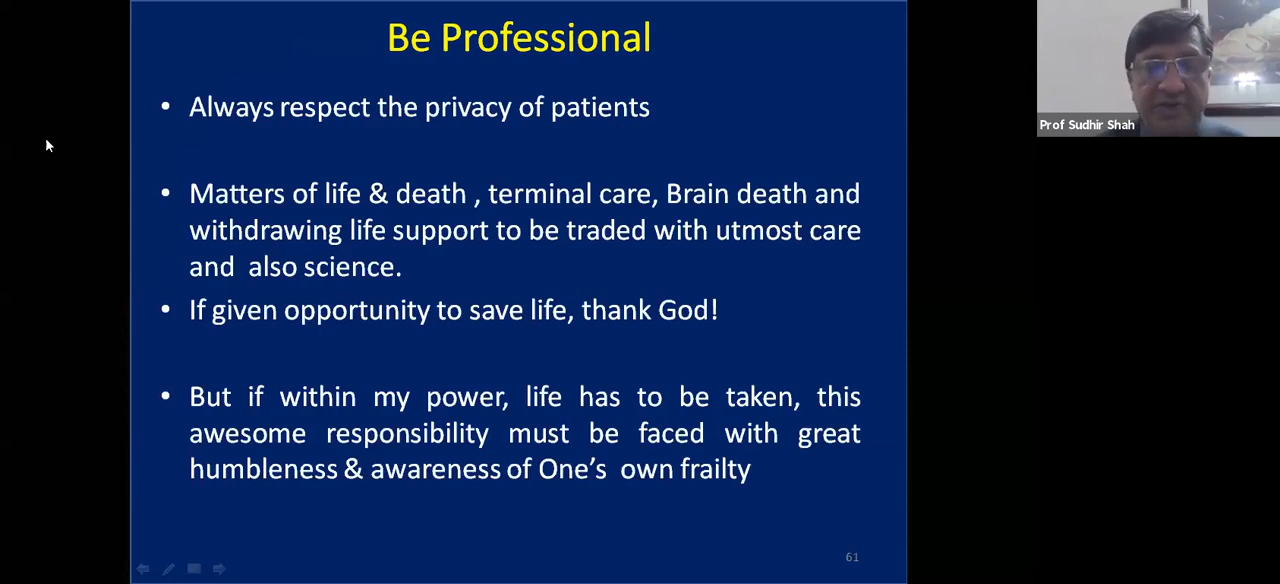 Be Professional
• Always respect the privacy of patients
• Matters of life & death , terminal care, Brain death and
withdrawing life support to be traded with utmost care
and also science.
• If given opportunity to save life, thank God!
• But if within my power, life has to be taken, this
awesome responsibility must be faced with great
humbleness & awareness of One’s own frailty
61
Prof Sudhir Shah